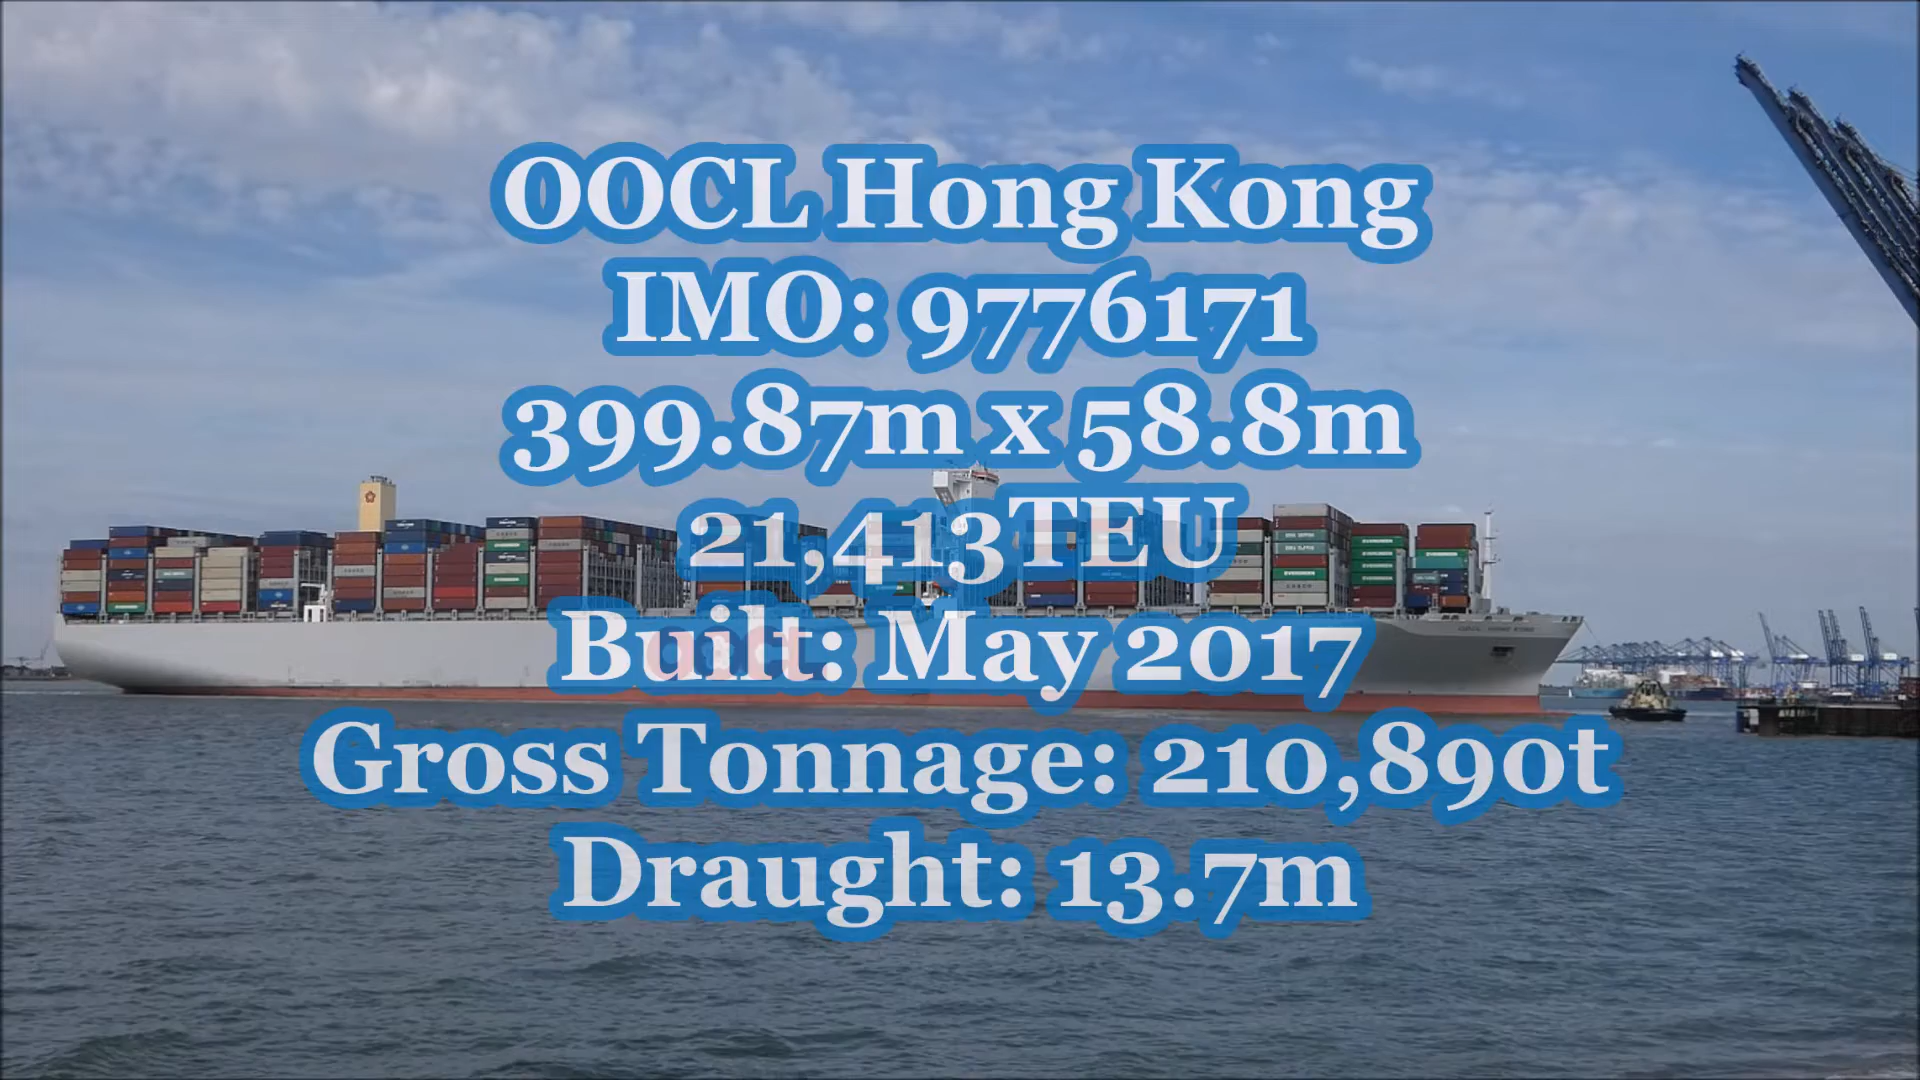 OOCL Hong Kong
IMO: 9776171
399.87m x 58.8m
21,413TEU
Built: May 2017
Gross Tonnage: 210,890t
Draught: 13.7m